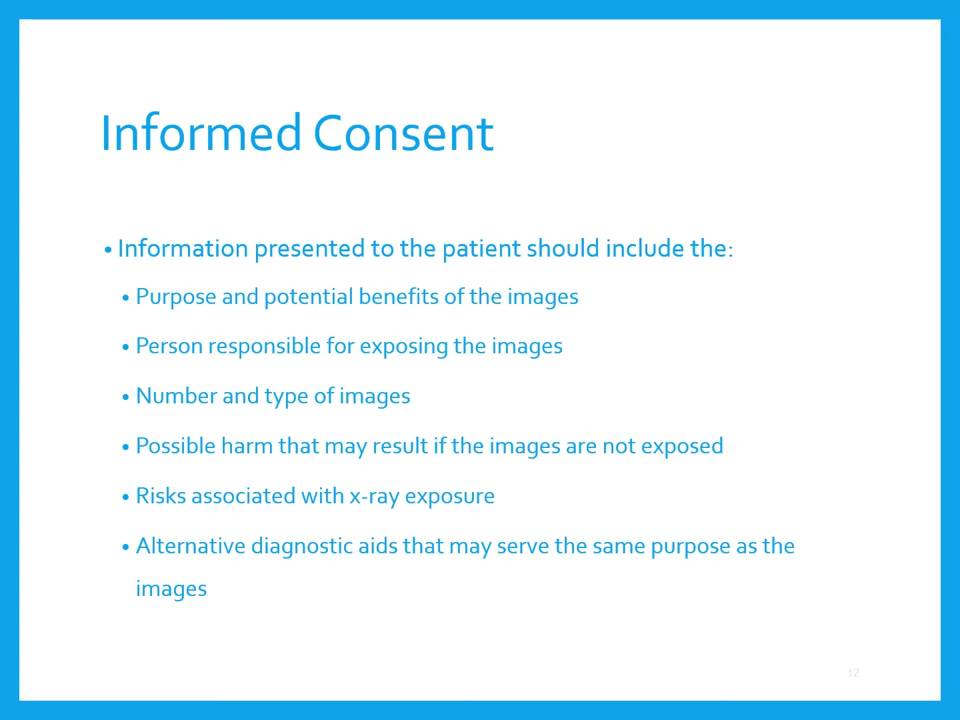 Informed Consent
• Information presented to the patient should include the:
• Purpose and potential benefits of the images
• Person responsible for exposing the images
• Number and type of images
• Possible harm that may result if the images are not exposed
• Risks associated with x-ray exposure
• Alternative diagnostic aids that may serve the same purpose as the
images
12